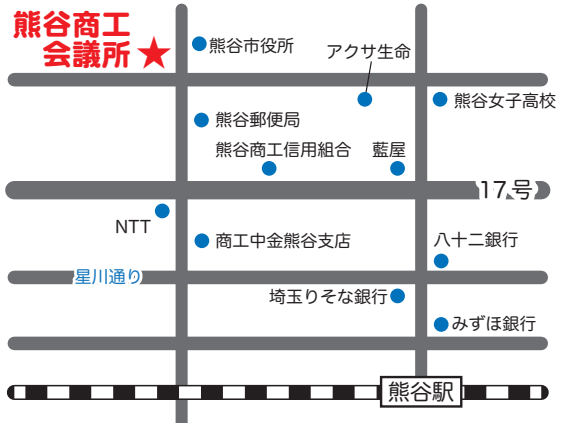 熊谷商工
会議所
熊谷市役所
アクサ生命
熊谷女子高校
熊谷郵便局
熊谷商工信用組合
藍屋
17号
NTT
商工中金熊谷支店
八十二銀行
星川通り
埼玉りそな銀行
みずほ銀行
熊谷駅